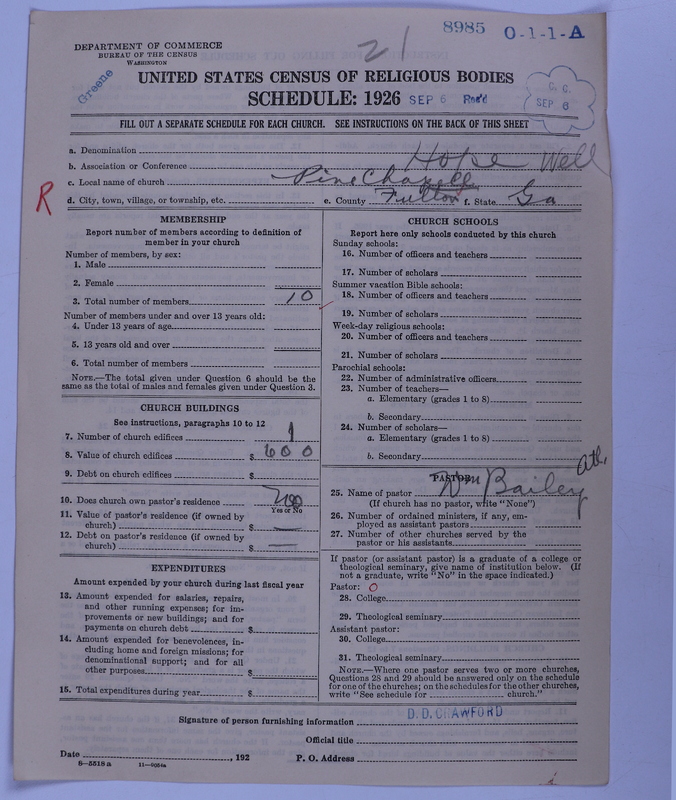 8985 O-1-1-A
21
DEPARTMENT OF COMMERCE
BUREAU OF THE CENSUS
WASHINGTON
Greene
UNITED STATES CENSUS OF RELIGIOUS BODIES
SCHEDULE: 1926 SEP 6 Rec'd
C. C.
SEP 6
FILL OUT A SEPARATE SCHEDULE FOR EACH CHURCH. SEE INSTRUCTIONS ON THE BACK OF THIS SHEET
a. Denomination
b. Association or Conference Hope Well
c. Local name of church Pine Chapell
R
d. City, town, village, or township, etc. e. County Fulton f. State Ga
MEMBERSHIP
Report number of members according to definition of
member in your church
Number of members, by sex:
1. Male
2. Female
3. Total number of members 10
Number of members under and over 13 years old:
4. Under 13 years of age
5. 13 years old and over
6. Total number of members
NOTE.—The total given under Question 6 should be the
same as the total of males and females given under Question 3.
CHURCH BUILDINGS
See instructions, paragraphs 10 to 12
7. Number of church edifices 1
8. Value of church edifices $ 600
9. Debt on church edifices $
10. Does church own pastor's residence
Yes or No
11. Value of pastor's residence (if owned by
church) $ —
12. Debt on pastor's residence (if owned by
church) $ —
EXPENDITURES
Amount expended by your church during last fiscal year
13. Amount expended for salaries, repairs,
and other running expenses; for im-
provements or new buildings; and for
payments on church debt $
14. Amount expended for benevolences, in-
cluding home and foreign missions; for
denominational support; and for all
other purposes $
15. Total expenditures during year $
CHURCH SCHOOLS
Report here only schools conducted by this church
Sunday schools:
16. Number of officers and teachers
17. Number of scholars
Summer vacation Bible schools:
18. Number of officers and teachers
19. Number of scholars
Week-day religious schools:
20. Number of officers and teachers
21. Number of scholars
Parochial schools:
22. Number of administrative officers
23. Number of teachers—
a. Elementary (grades 1 to 8)
b. Secondary
24. Number of scholars—
a. Elementary (grades 1 to 8)
b. Secondary
PASTOR
25. Name of pastor Wm Bailey Atl.
(If church has no pastor, write "None")
26. Number of ordained ministers, if any, em-
ployed as assistant pastors
27. Number of other churches served by the
pastor or his assistants
If pastor (or assistant pastor) is a graduate of a college or
theological seminary, give name of institution below. (If
not a graduate, write "No" in the space indicated.)
Pastor: O
28. College
29. Theological seminary
Assistant pastor:
30. College
31. Theological seminary
NOTE.—Where one pastor serves two or more churches,
Questions 28 and 29 should be answered only on the schedule
for one of the churches; on the schedules for the other churches,
write "See schedule for church."
Signature of person furnishing information D. D. CRAWFORD
Official title
Date , 192 P. O. Address
8—5518 a